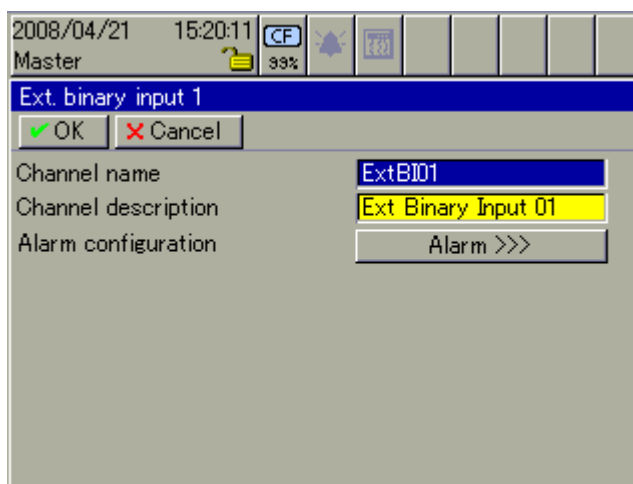 2008/04/21 15:20:11 CF
Master 99%
Ext. binary input 1
OK Cancel
Channel name ExtBI01
Channel description Ext Binary Input 01
Alarm configuration Alarm >>>